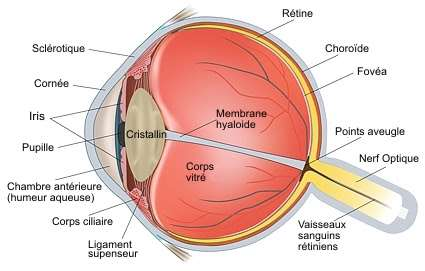 Rétine
Sclérotique
Choroïde
Fovéa
Cornée
Iris
Membrane
hyaloide
Points aveugle
Cristallin
Pupille
Nerf Optique
Corps
vitré
Chambre antérieure
(humeur aqueuse)
Corps ciliaire
Vaisseaux
sanguins
rétiniens
Ligament
supenseur